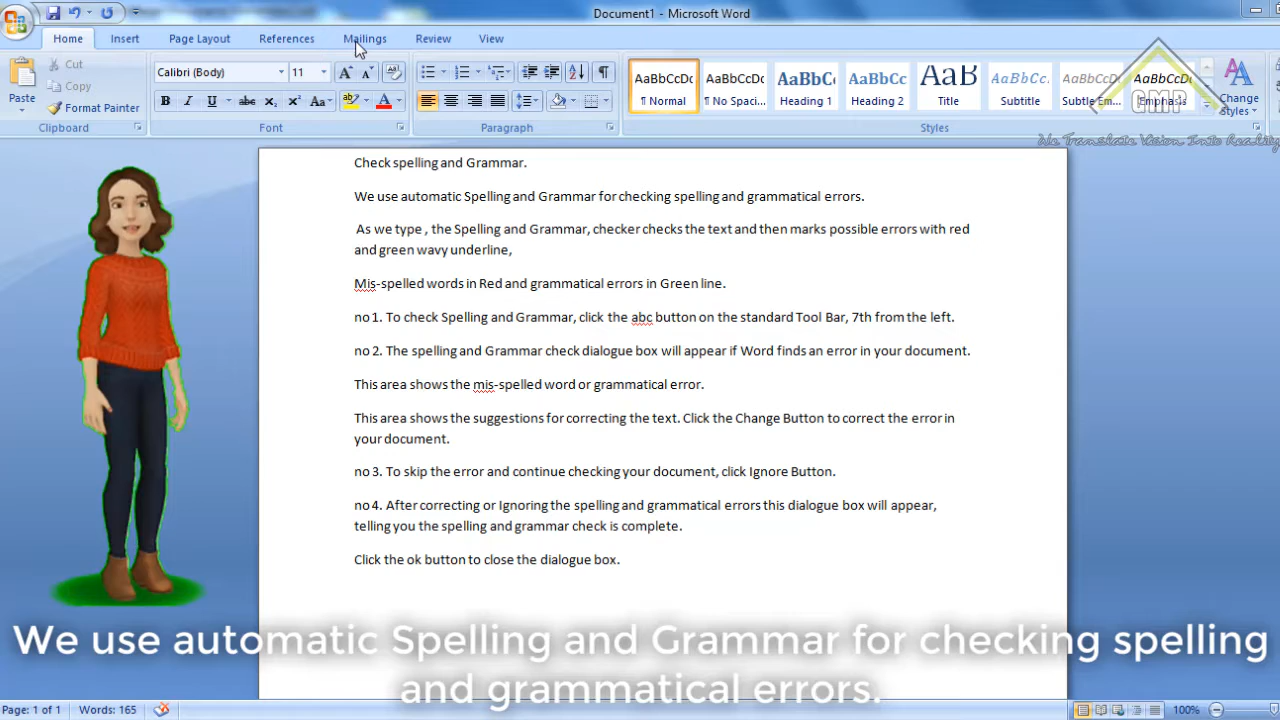 Document1 - Microsoft Word
Home Insert Page Layout References Mailings Review View
Paste
Cut
Copy
Format Painter
Clipboard
Calibri (Body) 11
Font
Paragraph
AaBbCcDc AaBbCcDc AaBbC AaBbCc AaB AaBbCc. AaBbCcDc AaBbCcDc
¶ Normal ¶ No Spaci... Heading 1 Heading 2 Title Subtitle Subtle Em... Emphasis
Change
Styles
Styles
GMP
We Translate Vision Into Reality
Check spelling and Grammar.
We use automatic Spelling and Grammar for checking spelling and grammatical errors.
As we type , the Spelling and Grammar, checker checks the text and then marks possible errors with red
and green wavy underline,
Mis-spelled words in Red and grammatical errors in Green line.
no 1. To check Spelling and Grammar, click the abc button on the standard Tool Bar, 7th from the left.
no 2. The spelling and Grammar check dialogue box will appear if Word finds an error in your document.
This area shows the mis-spelled word or grammatical error.
This area shows the suggestions for correcting the text. Click the Change Button to correct the error in
your document.
no 3. To skip the error and continue checking your document, click Ignore Button.
no 4. After correcting or Ignoring the spelling and grammatical errors this dialogue box will appear,
telling you the spelling and grammar check is complete.
Click the ok button to close the dialogue box.
We use automatic Spelling and Grammar for checking spelling
and grammatical errors.
Page: 1 of 1 Words: 165 100%